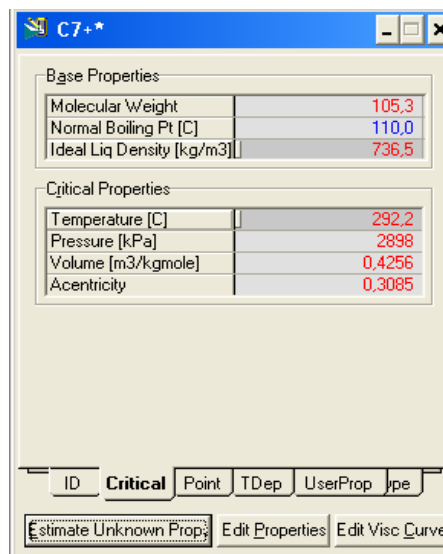 C7+*
Base Properties
Molecular Weight 105,3
Normal Boiling Pt [C] 110,0
Ideal Liq Density [kg/m3] 736,5
Critical Properties
Temperature [C] 292,2
Pressure [kPa] 2898
Volume [m3/kgmole] 0,4256
Acentricity 0,3085
ID Critical Point TDep UserProp
Estimate Unknown Prop Edit Properties Edit Visc Curve